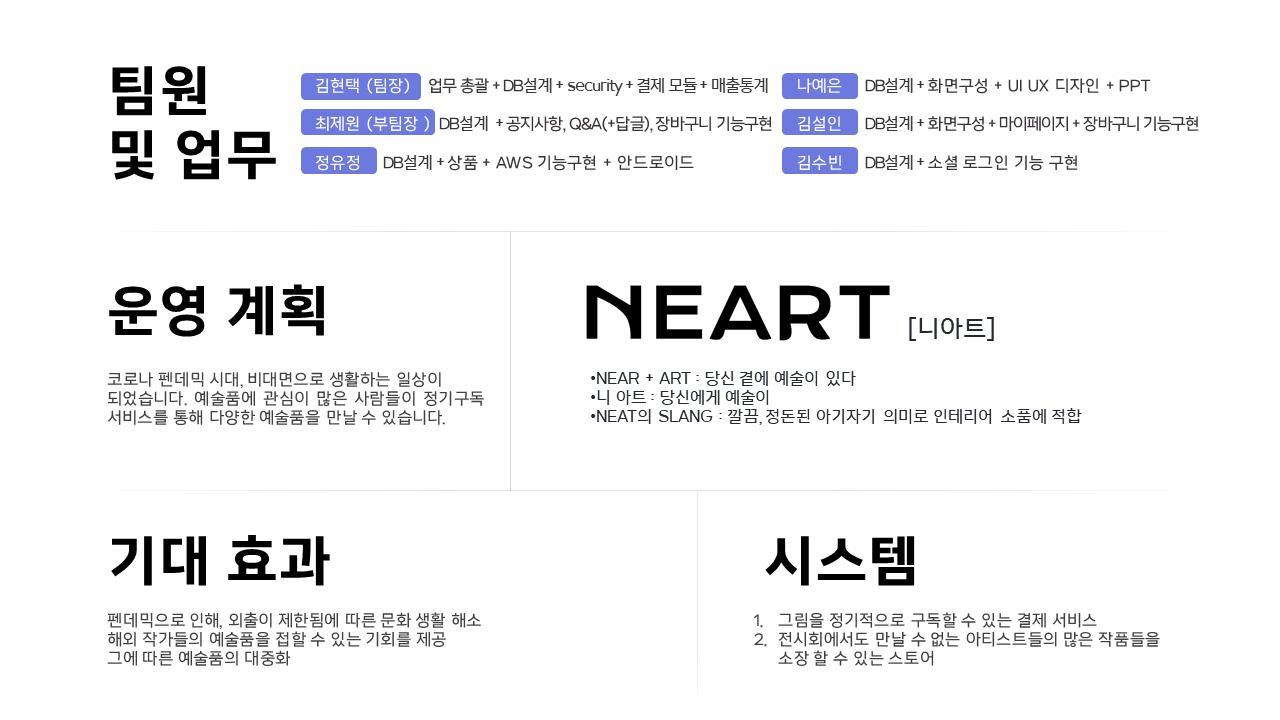 팀원
및 업무
김현택 (팀장) 업무 총괄 + DB설계 + security + 결제 모듈 + 매출통계
최제원 (부팀장 ) DB설계 + 공지사항, Q&A(+답글), 장바구니 기능구현
정유정 DB설계 + 상품 + AWS 기능구현 + 안드로이드
나예은 DB설계 + 화면구성 + UI UX 디자인 + PPT
김설인 DB설계 + 화면구성 + 마이페이지 + 장바구니 기능구현
김수빈 DB설계 + 소셜 로그인 기능 구현
운영 계획
코로나 펜데믹 시대, 비대면으로 생활하는 일상이
되었습니다. 예술품에 관심이 많은 사람들이 정기구독
서비스를 통해 다양한 예술품을 만날 수 있습니다.
NEART [니아트]
•NEAR + ART : 당신 곁에 예술이 있다
•니 아트 : 당신에게 예술이
•NEAT의 SLANG : 깔끔, 정돈된 아기자기 의미로 인테리어 소품에 적합
기대 효과
펜데믹으로 인해, 외출이 제한됨에 따른 문화 생활 해소
해외 작가들의 예술품을 접할 수 있는 기회를 제공
그에 따른 예술품의 대중화
시스템
1. 그림을 정기적으로 구독할 수 있는 결제 서비스
2. 전시회에서도 만날 수 없는 아티스트들의 많은 작품들을
소장 할 수 있는 스토어